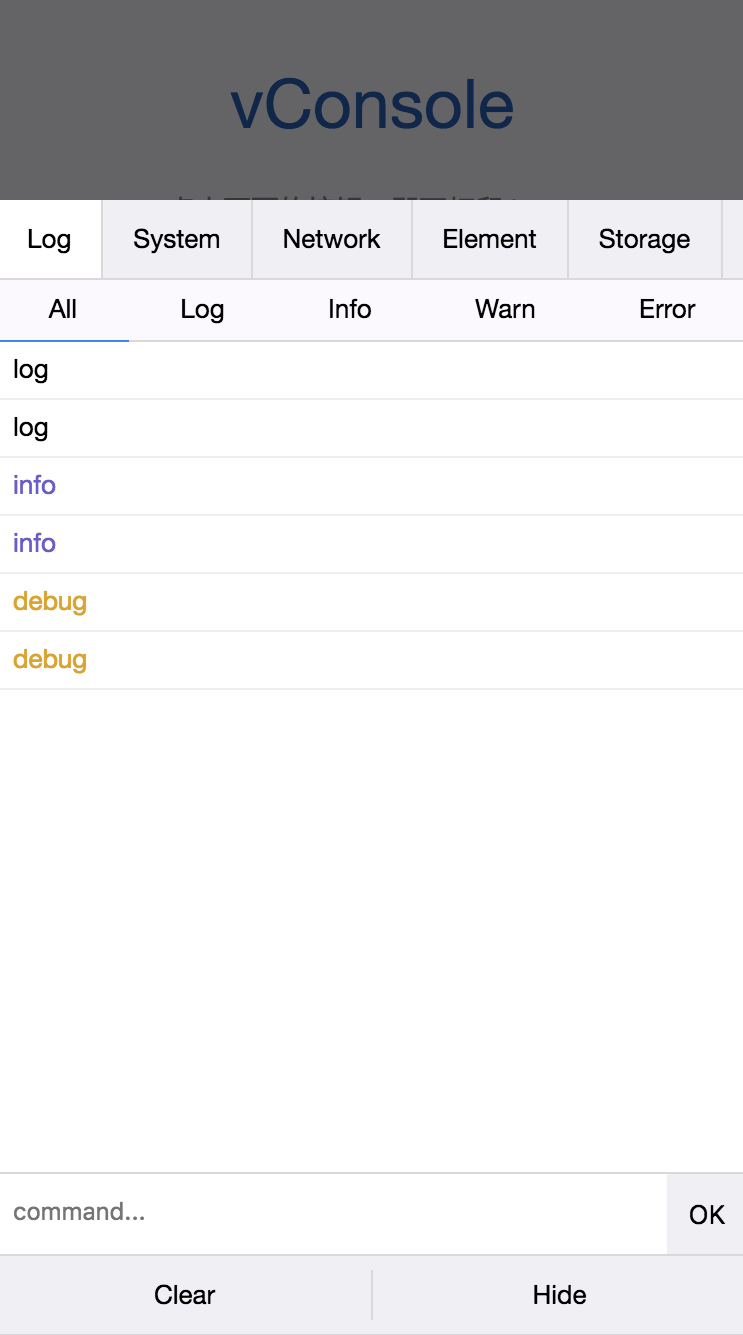 vConsole
Log System Network Element Storage
All Log Info Warn Error
log
log
info
info
debug
debug
command...
OK
Clear Hide